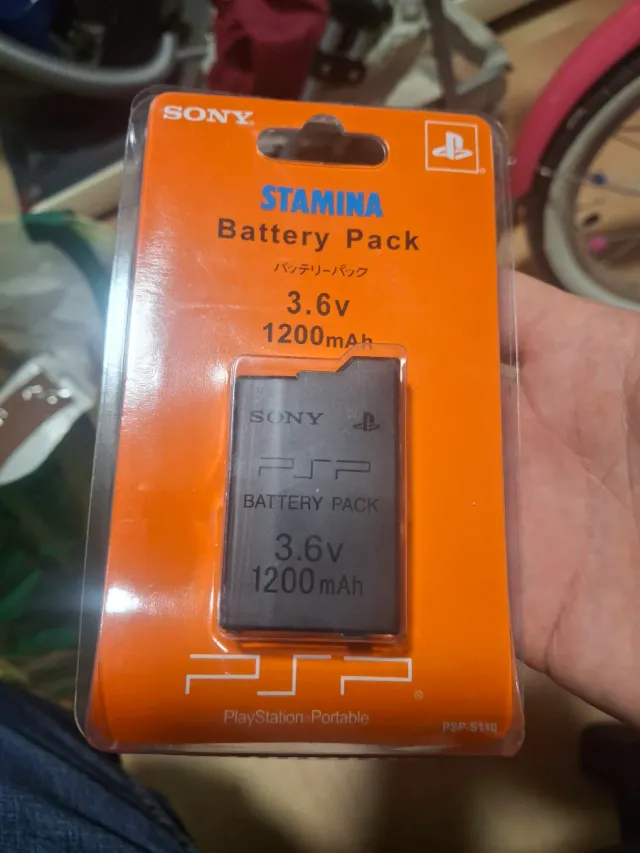 SONY
STAMINA
Battery Pack
バッテリーパック
3.6v
1200mAh
SONY
PSP
BATTERY PACK
3.6v
1200mAh
PSP®
PlayStation Portable
PSP-S110